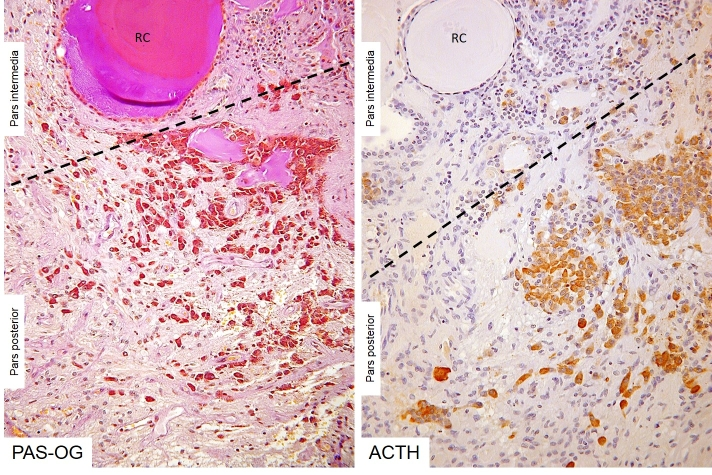 RC
Pars intermedia
Pars posterior
PAS-OG
RC
Pars intermedia
Pars posterior
ACTH